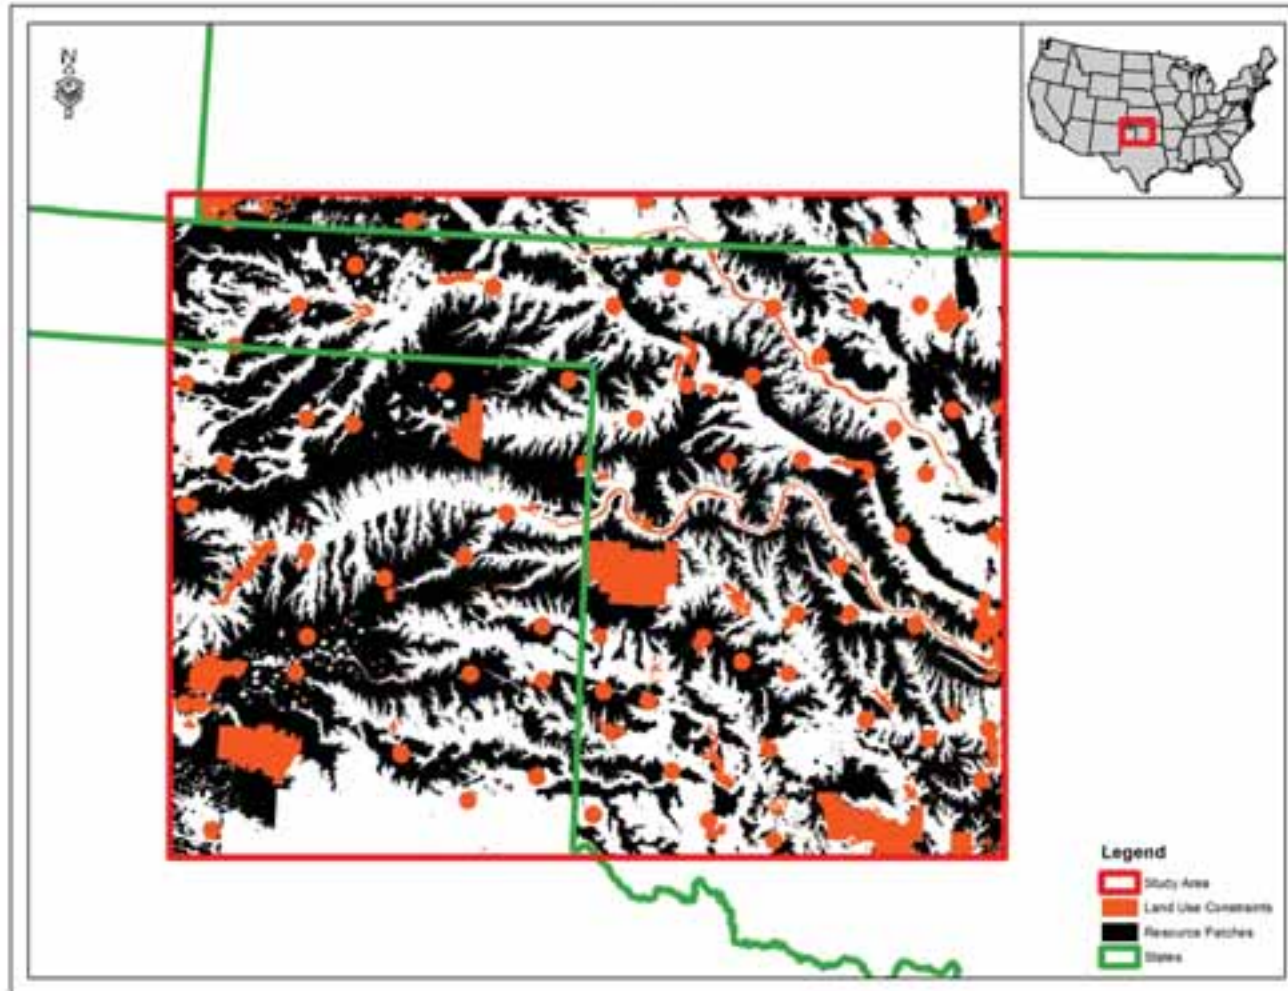 N
Legend
Study Area
Land Use Constraints
Resource Patches
States